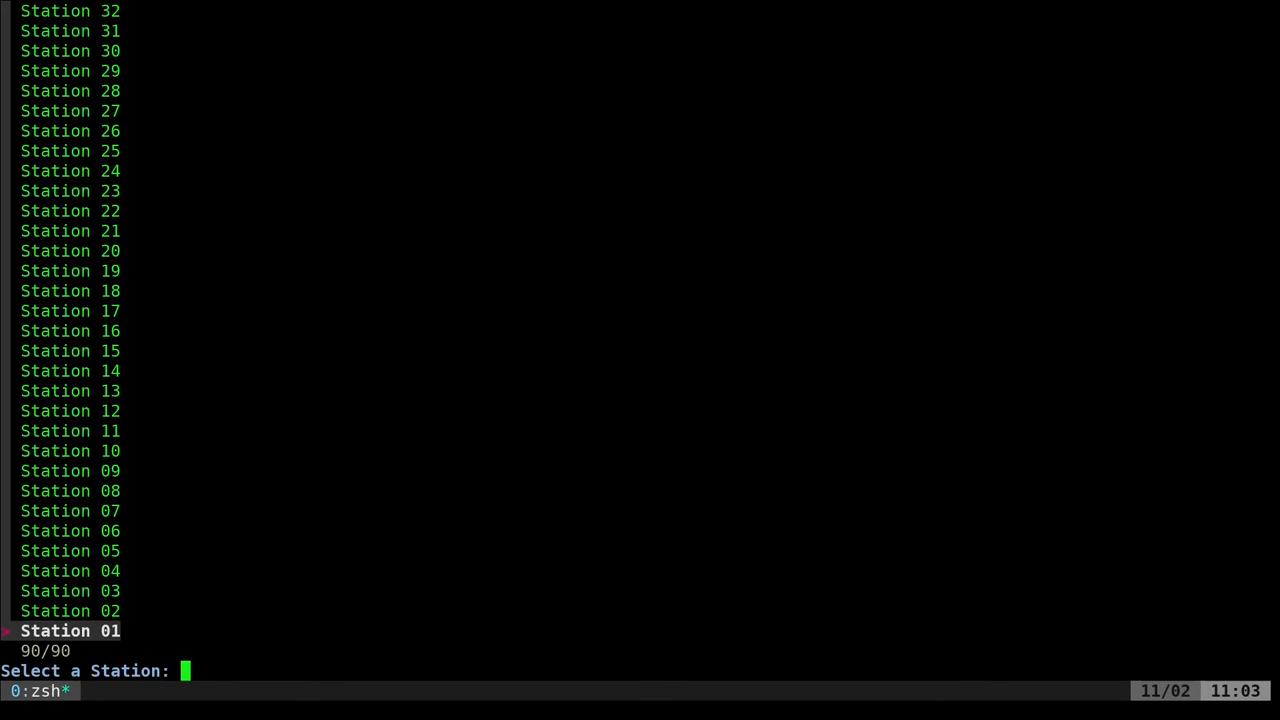 Station 32
Station 31
Station 30
Station 29
Station 28
Station 27
Station 26
Station 25
Station 24
Station 23
Station 22
Station 21
Station 20
Station 19
Station 18
Station 17
Station 16
Station 15
Station 14
Station 13
Station 12
Station 11
Station 10
Station 09
Station 08
Station 07
Station 06
Station 05
Station 04
Station 03
Station 02
> Station 01
90/90
Select a Station:
0:zsh* 11/02 11:03